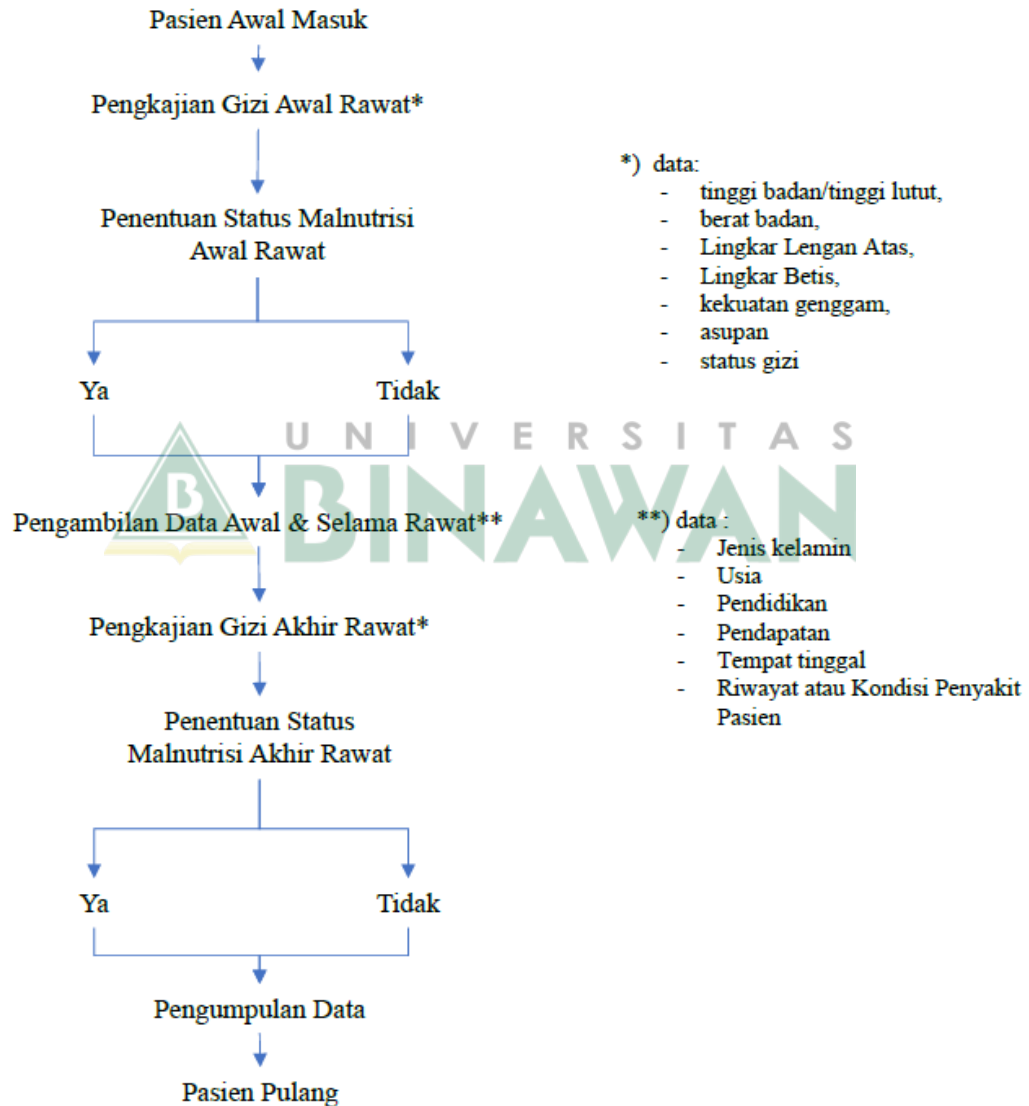 Pasien Awal Masuk
Pengkajian Gizi Awal Rawat*
Penentuan Status Malnutrisi
Awal Rawat
Ya
Tidak
Pengambilan Data Awal & Selama Rawat**
Pengkajian Gizi Akhir Rawat*
Penentuan Status
Malnutrisi Akhir Rawat
Ya
Tidak
Pengumpulan Data
Pasien Pulang
*) data:
- tinggi badan/tinggi lutut,
- berat badan,
- Lingkar Lengan Atas,
- Lingkar Betis,
- kekuatan genggam,
- asupan
- status gizi
**) data :
- Jenis kelamin
- Usia
- Pendidikan
- Pendapatan
- Tempat tinggal
- Riwayat atau Kondisi Penyakit
Pasien
B
UNIVERSITAS
BINAWAN